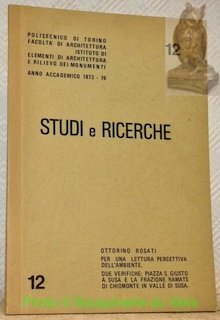 POLITECNICO DI TORINO
FACOLTA' DI ARCHITETTURA
ISTITUTO DI
ELEMENTI DI ARCHITETTURA
E RILIEVO DEI MONUMENTI
ANNO ACCADEMICO 1973 - 74
12
STUDI e RICERCHE
OTTORINO ROSATI
PER UNA LETTURA PERCETTIVA
DELL'AMBIENTE.
DUE VERIFICHE: PIAZZA S. GIUSTO
A SUSA E LA FRAZIONE RAMATS
DI CHIOMONTE IN VALLE DI SUSA.
12